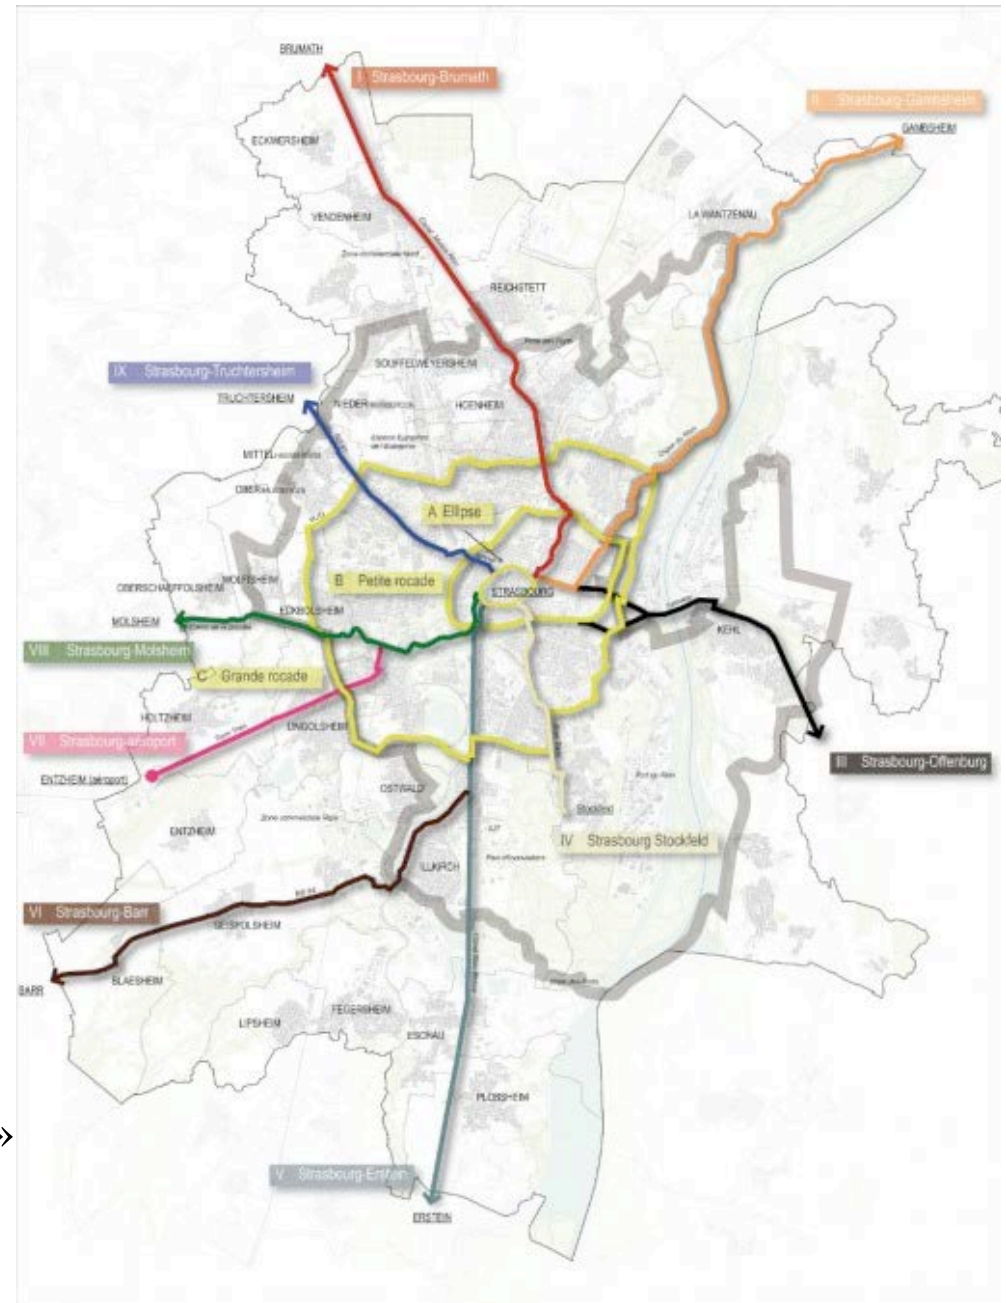 BRUMATH
I Strasbourg-Brumath
II Strasbourg-Gambsheim
GAMBSHEIM
ECKWERSHEIM
VENDENHEIM
LA WANTZENAU
REICHSTETT
SOUFFELWEYERSHEIM
IX Strasbourg-Truchtersheim
TRUCHTERSHEIM
NIEDER
HOENHEIM
MITTEL
OBER
A Ellipse
B Petite rocade
STRASBOURG
OBERSCHAEFFOLSHEIM
WOLFISHEIM
ECKBOLSHEIM
MOLSHEIM
KEHL
VIII Strasbourg-Molsheim
C Grande rocade
HOLTZHEIM
LINGOLSHEIM
VII Strasbourg-aéroport
III Strasbourg-Offenburg
ENTZHEIM (aéroport)
OSTWALD
Stockfeld
ENTZHEIM
IV Strasbourg Stockfeld
ILLKIRCH
VI Strasbourg-Barr
GEISPOLSHEIM
BLAESHEIM
BARR
LIPSHEIM
FEGERSHEIM
ESCHAU
PLOBSHEIM
»
V Strasbourg-Erstein
ERSTEIN